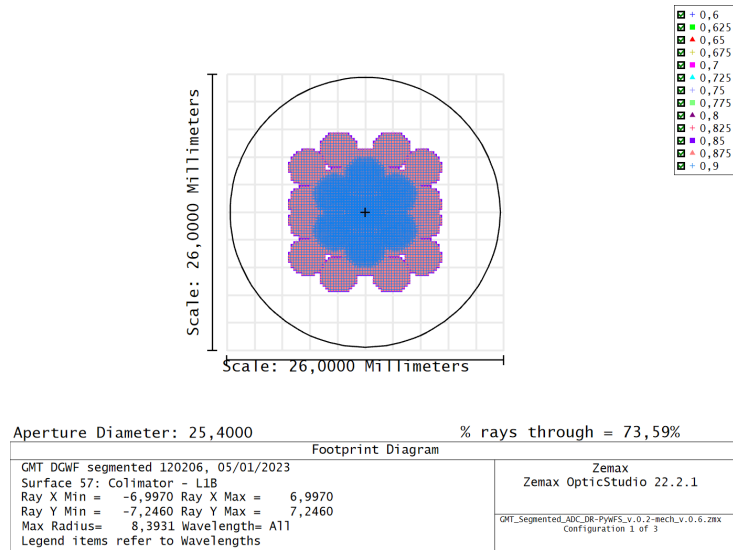 + 0,6
0,625
0,65
+ 0,675
0,7
0,725
+ 0,75
0,775
0,8
+ 0,825
0,85
0,875
+ 0,9
Scale: 26,0000 Millimeters
Scale: 26,0000 Millimeters
Aperture Diameter: 25,4000
% rays through = 73,59%
Footprint Diagram
GMT DGWF segmented 120206, 05/01/2023
Surface 57: Colimator - L1B
Ray X Min = -6,9970 Ray X Max = 6,9970
Ray Y Min = -7,2460 Ray Y Max = 7,2460
Max Radius= 8,3931 Wavelength= All
Legend items refer to Wavelengths
Zemax
Zemax OpticStudio 22.2.1
GMT_Segmented_ADC_DR-PyWFS_v.0.2-mech_v.0.6.zmx
Configuration 1 of 3